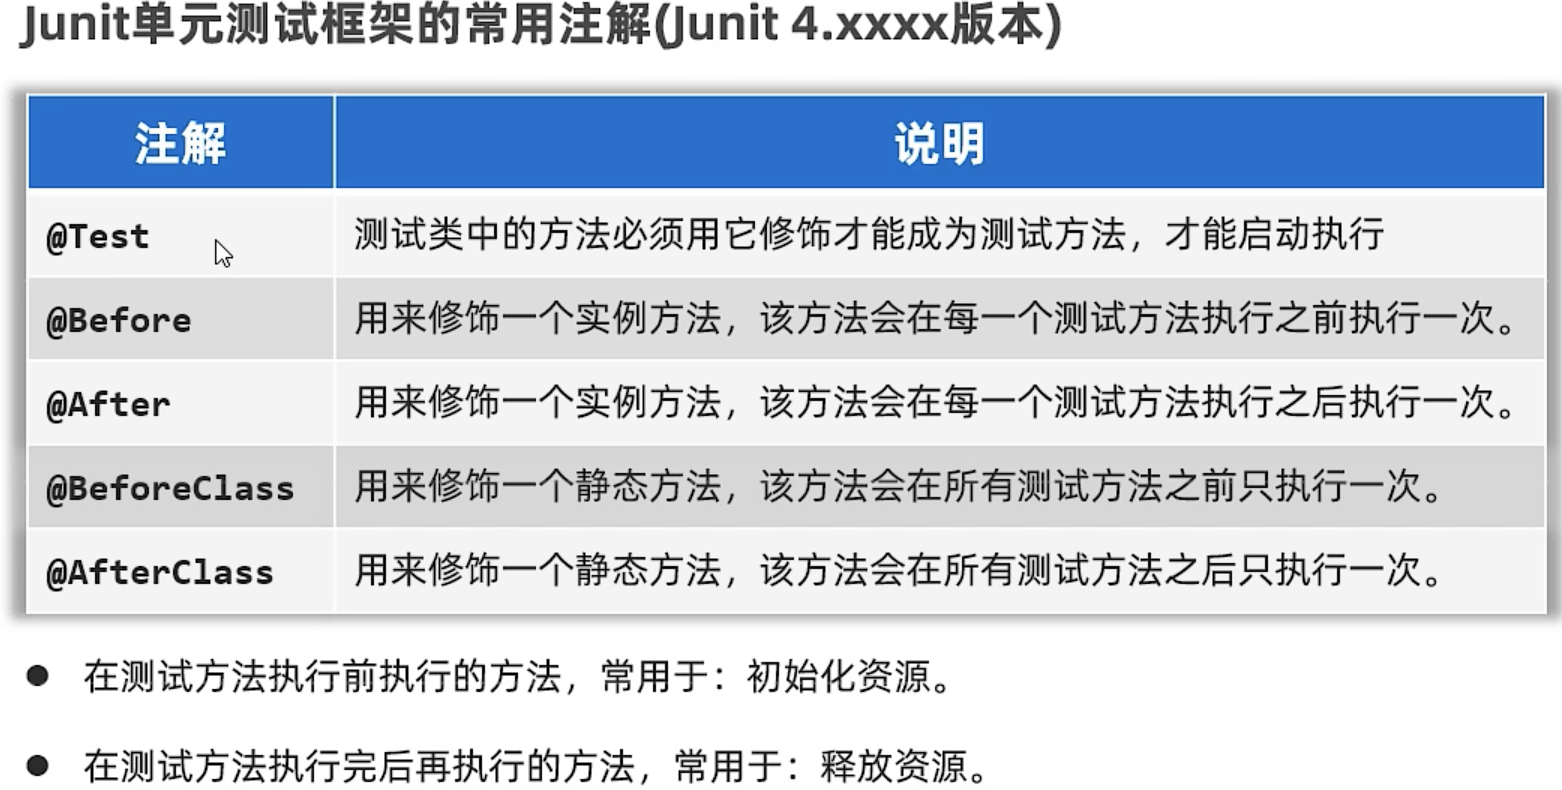 Junit单元测试框架的常用注解(Junit 4.xxxx版本)
注解 说明
@Test 测试类中的方法必须用它修饰才能成为测试方法，才能启动执行
@Before 用来修饰一个实例方法，该方法会在每一个测试方法执行之前执行一次。
@After 用来修饰一个实例方法，该方法会在每一个测试方法执行之后执行一次。
@BeforeClass 用来修饰一个静态方法，该方法会在所有测试方法之前只执行一次。
@AfterClass 用来修饰一个静态方法，该方法会在所有测试方法之后只执行一次。
● 在测试方法执行前执行的方法，常用于：初始化资源。
● 在测试方法执行完后再执行的方法，常用于：释放资源。